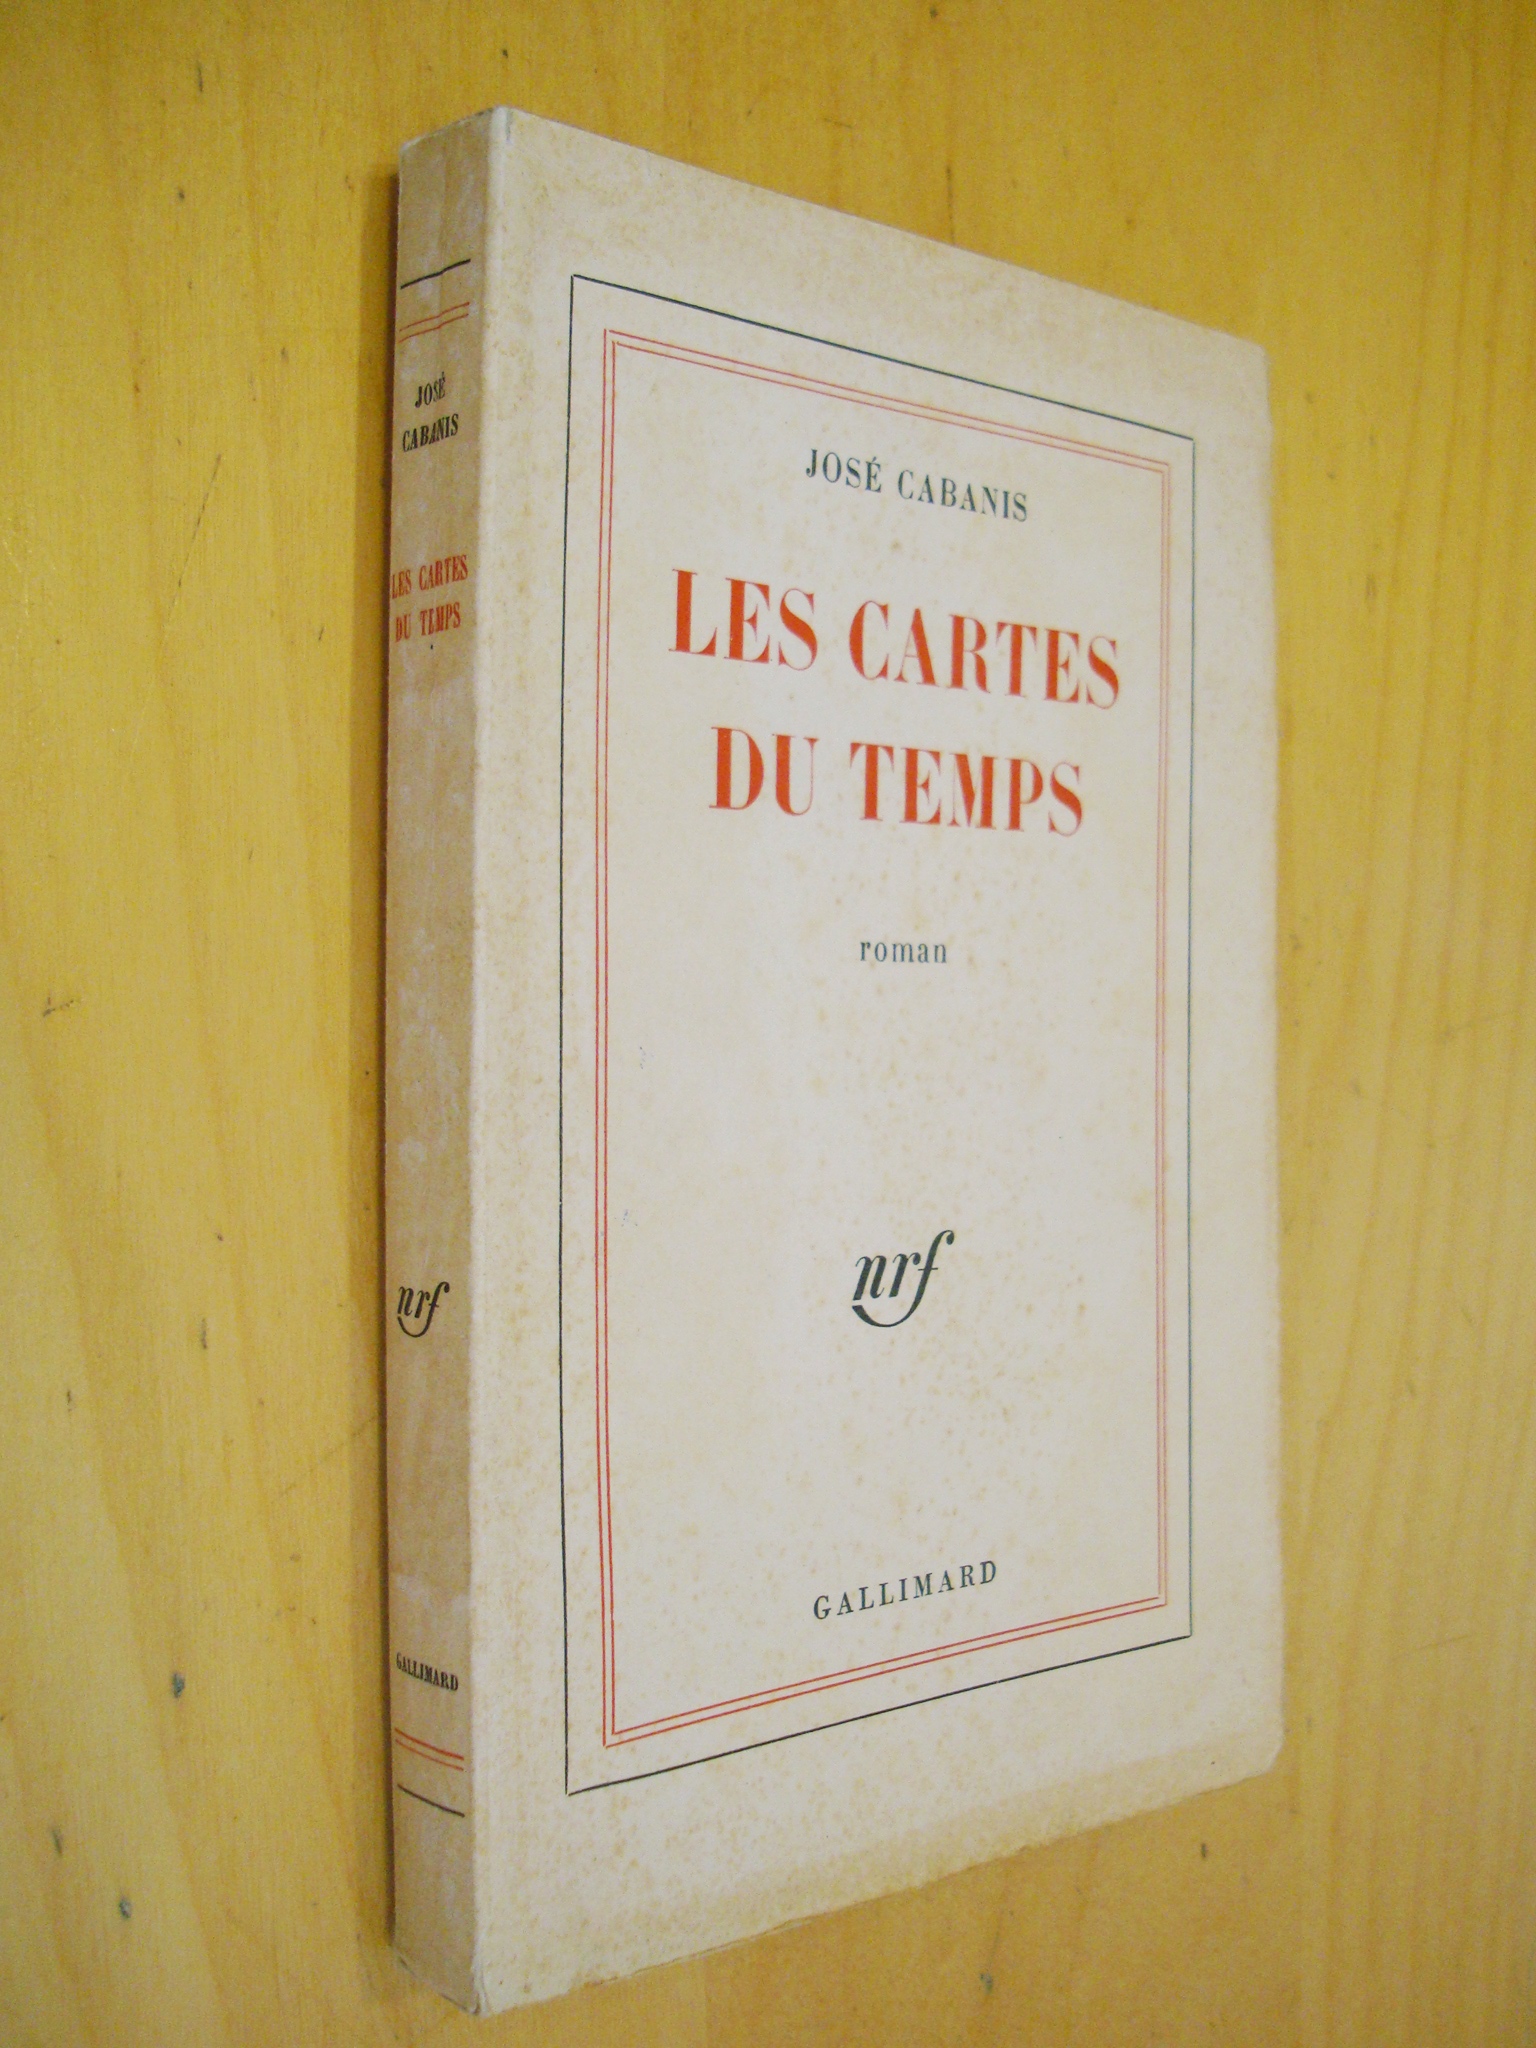 JOSÉ
CABANIS
LES CARTES
DU TEMPS
nrf
GALLIMARD
JOSÉ CABANIS
LES CARTES
DU TEMPS
roman
nrf
GALLIMARD